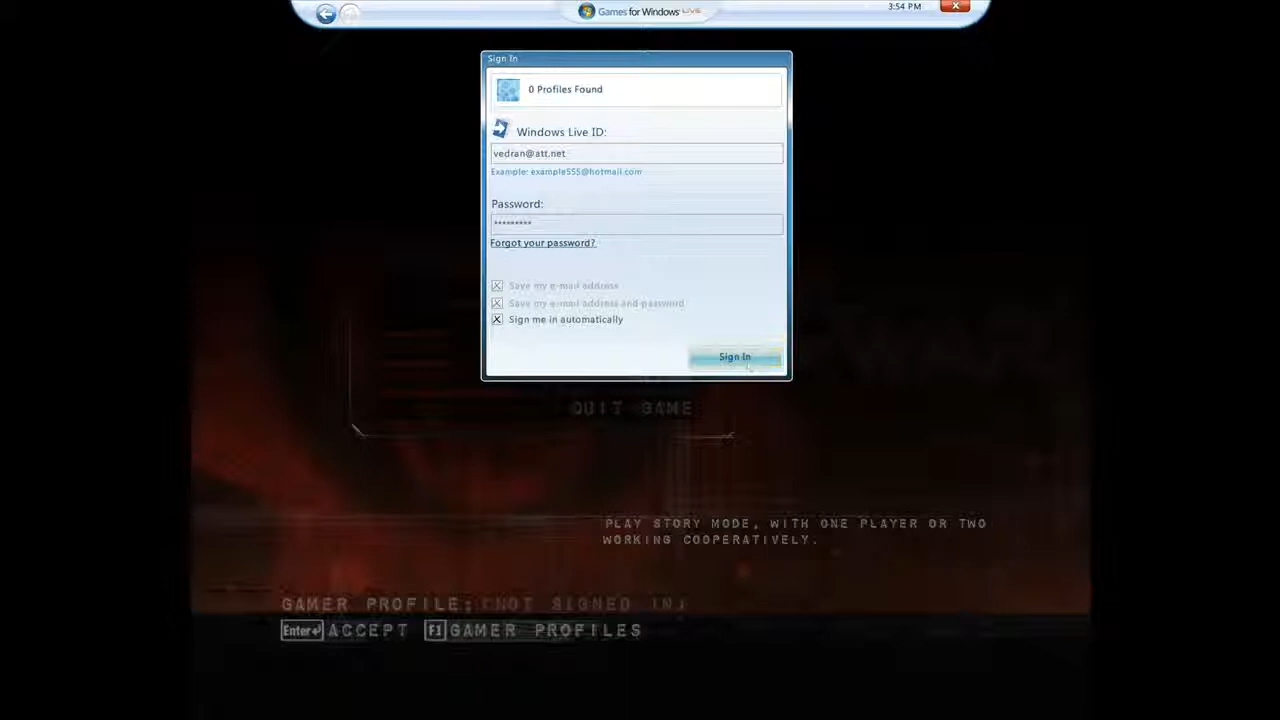 Games for Windows LIVE
3:54 PM
Sign In
0 Profiles Found
Windows Live ID:
vedran@att.net
Example: example555@hotmail.com
Password:
*********
Forgot your password?
Save my e-mail address
Save my e-mail address and password
Sign me in automatically
Sign In
QUIT GAME
PLAY STORY MODE, WITH ONE PLAYER OR TWO
WORKING COOPERATIVELY.
GAMER PROFILE: (NOT SIGNED IN)
Enter ACCEPT F1 GAMER PROFILES